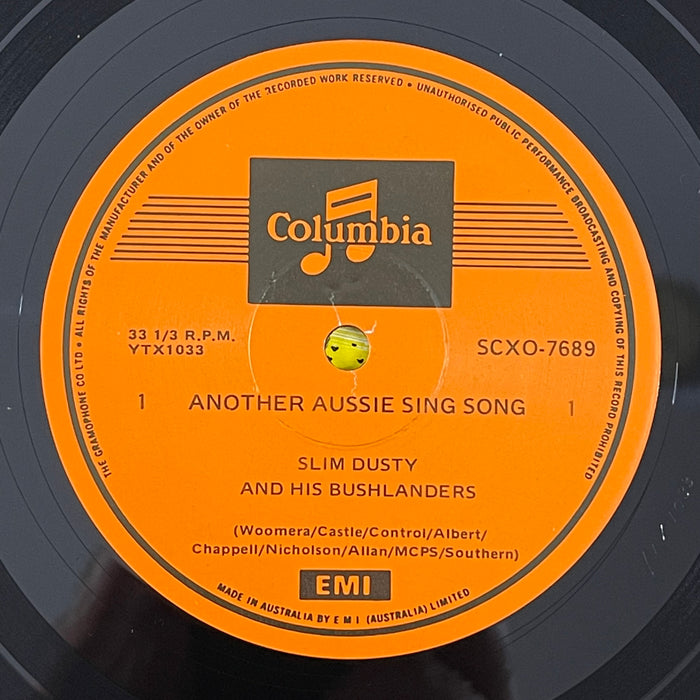 THE GRAMOPHONE CO LTD • ALL RIGHTS OF THE MANUFACTURER AND OF THE OWNER OF THE RECORDED WORK RESERVED • UNAUTHORISED PUBLIC PERFORMANCE BROADCASTING AND COPYING OF THIS RECORD PROHIBITED
Columbia
33 1/3 R.P.M.
YTX1033
SCXO-7689
1 ANOTHER AUSSIE SING SONG 1
SLIM DUSTY
AND HIS BUSHLANDERS
(Woomera/Castle/Control/Albert/
Chappell/Nicholson/Allan/MCPS/Southern)
EMI
MADE IN AUSTRALIA BY E M I (AUSTRALIA) LIMITED